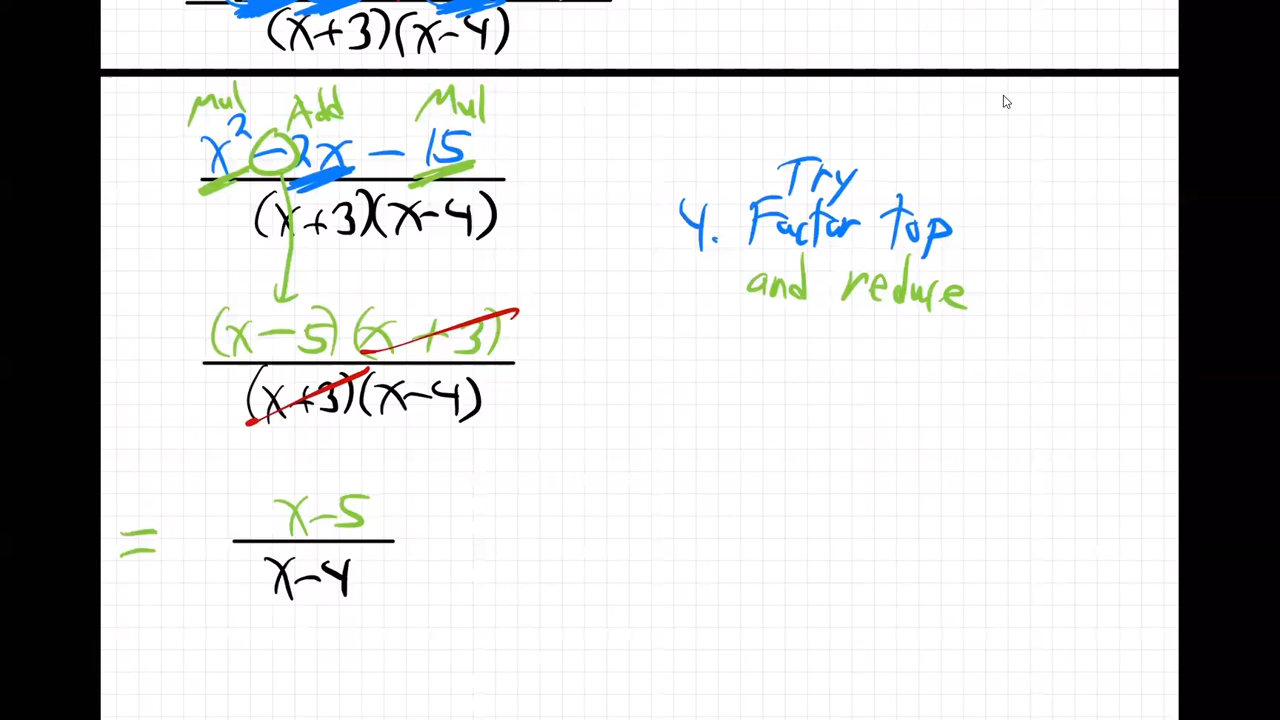 (x+3)(x-4)
Mul Add Mul
x² - 2x - 15
(x+3)(x-4)
Try
4. Factor top
and reduce
(x-5)(x+3)
(x+3)(x-4)
= x-5
x-4